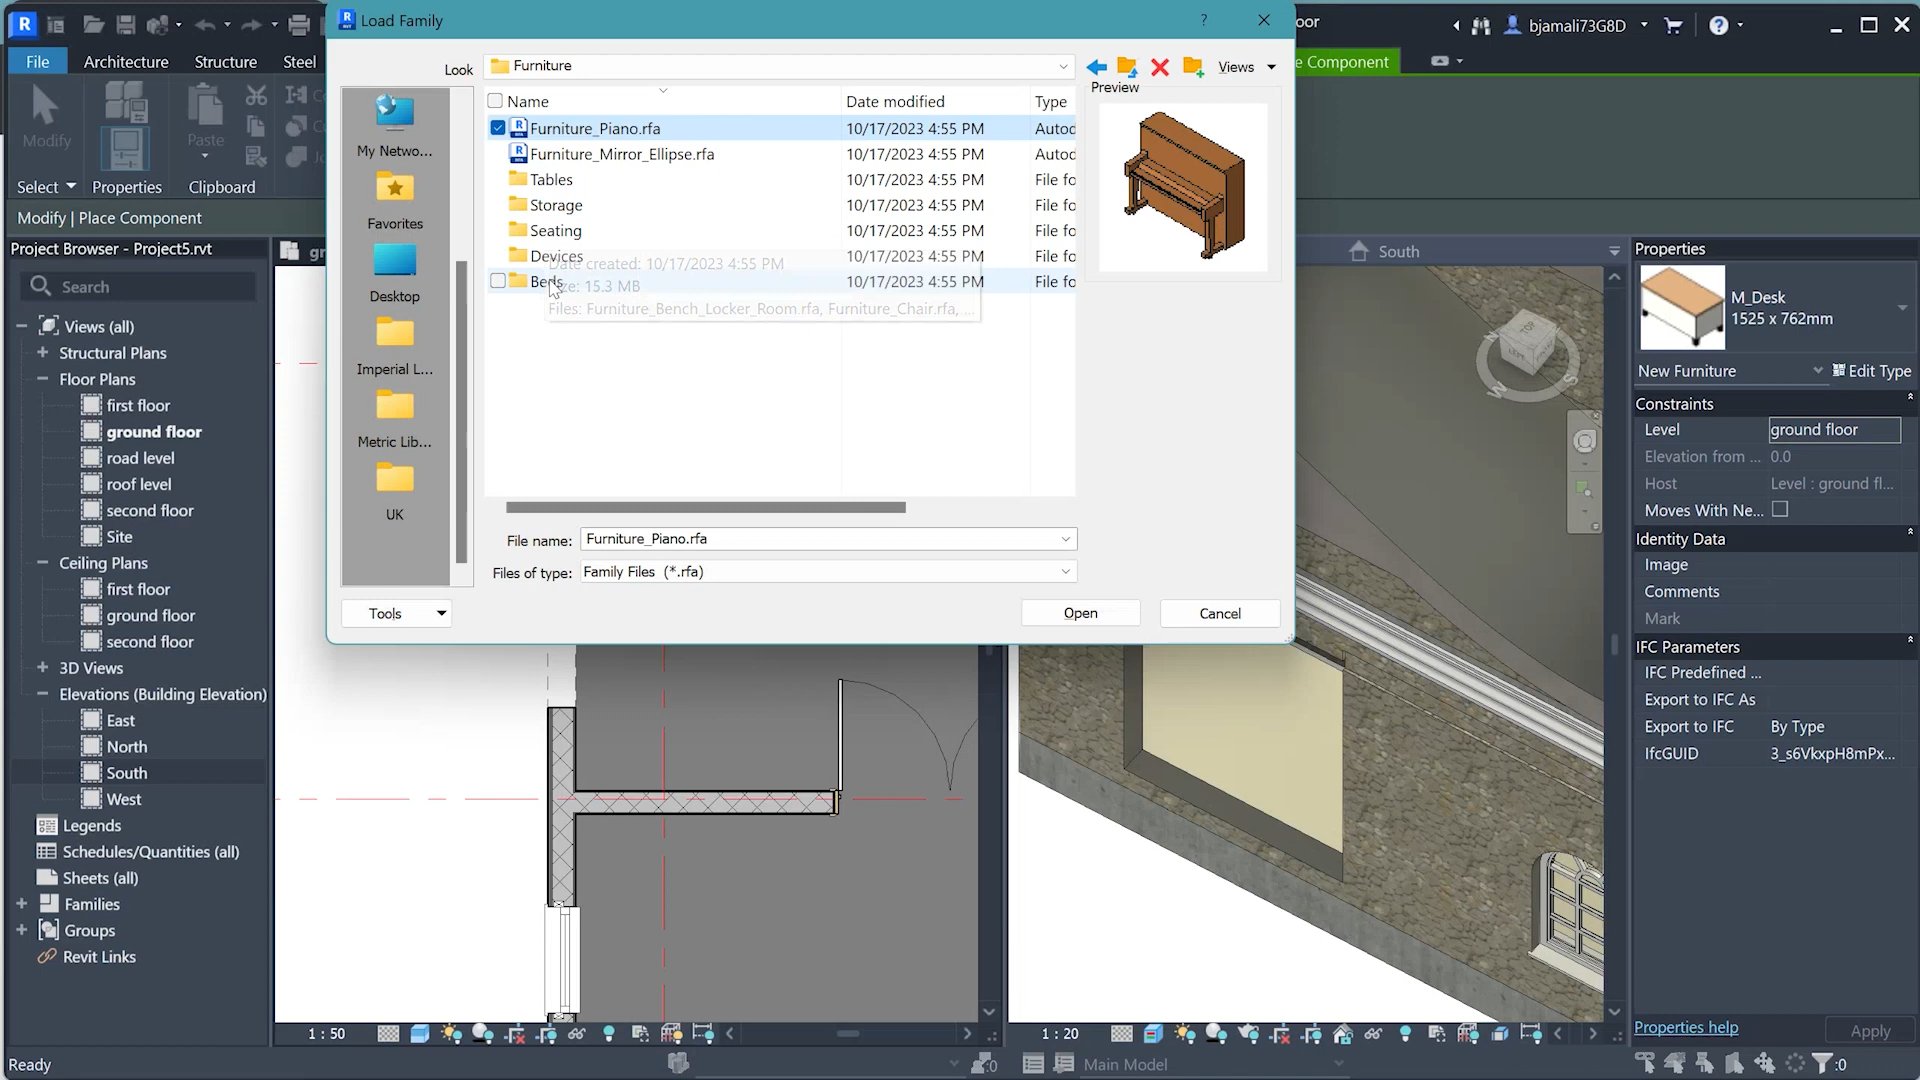 Load Family
?
oor
bjamali73G8D
File
Architecture
Structure
Steel
Look
Furniture
Views
e Component
Preview
Modify
Paste
Name
Date modified
Type
My Netwo...
Furniture_Piano.rfa
10/17/2023 4:55 PM
Autod
Furniture_Mirror_Ellipse.rfa
10/17/2023 4:55 PM
Autod
Tables
10/17/2023 4:55 PM
File fo
Storage
10/17/2023 4:55 PM
File fo
Seating
10/17/2023 4:55 PM
File fo
Devices
10/17/2023 4:55 PM
File fo
Date created: 10/17/2023 4:55 PM
Beds
10/17/2023 4:55 PM
File fo
ze: 15.3 MB
Files: Furniture_Bench_Locker_Room.rfa, Furniture_Chair.rfa, ...
Select
Properties
Clipboard
Favorites
Desktop
Imperial L...
Metric Lib...
UK
File name:
Furniture_Piano.rfa
Files of type:
Family Files (*.rfa)
Tools
Open
Cancel
Modify | Place Component
Project Browser - Project5.rvt
Search
Views (all)
Structural Plans
Floor Plans
first floor
ground floor
road level
roof level
second floor
Site
Ceiling Plans
first floor
ground floor
second floor
3D Views
Elevations (Building Elevation)
East
North
South
West
Legends
Schedules/Quantities (all)
Sheets (all)
Families
Groups
Revit Links
gr
South
Properties
M_Desk
1525 x 762mm
New Furniture
Edit Type
Constraints
Level
ground floor
Elevation from ...
0.0
Host
Level : ground fl...
Moves With Ne...
Identity Data
Image
Comments
Mark
IFC Parameters
IFC Predefined ...
Export to IFC As
Export to IFC
By Type
IfcGUID
3_s6VkxpH8mPx...
Properties help
Apply
1 : 50
1 : 20
Ready
:0
Main Model
:0